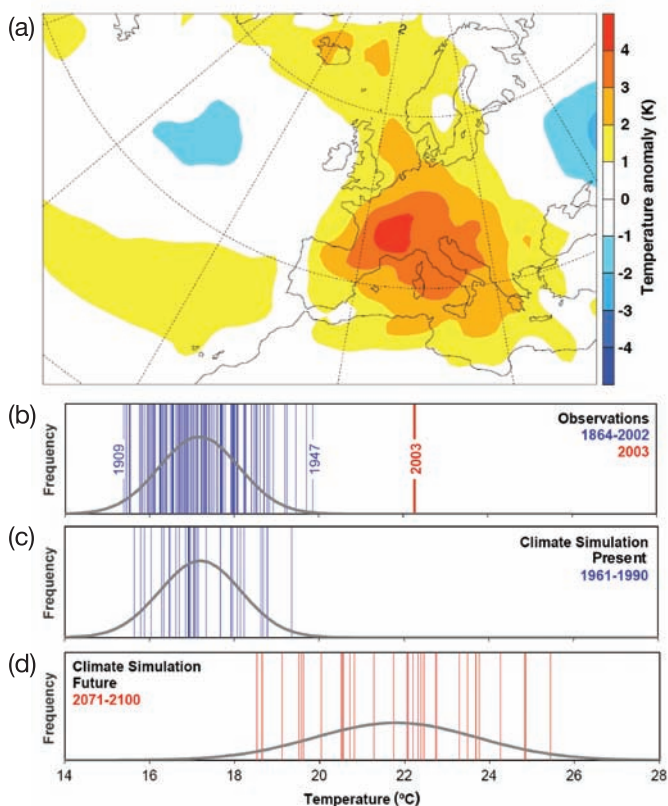 (a)
2
4
3
2
1
0
-1
-2
-3
-4
Temperature anomaly (K)
(b)
Frequency
1909
1947
2003
Observations
1864-2002
2003
(c)
Frequency
Climate Simulation
Present
1961-1990
(d)
Frequency
Climate Simulation
Future
2071-2100
14 16 18 20 22 24 26 28
Temperature (ºC)